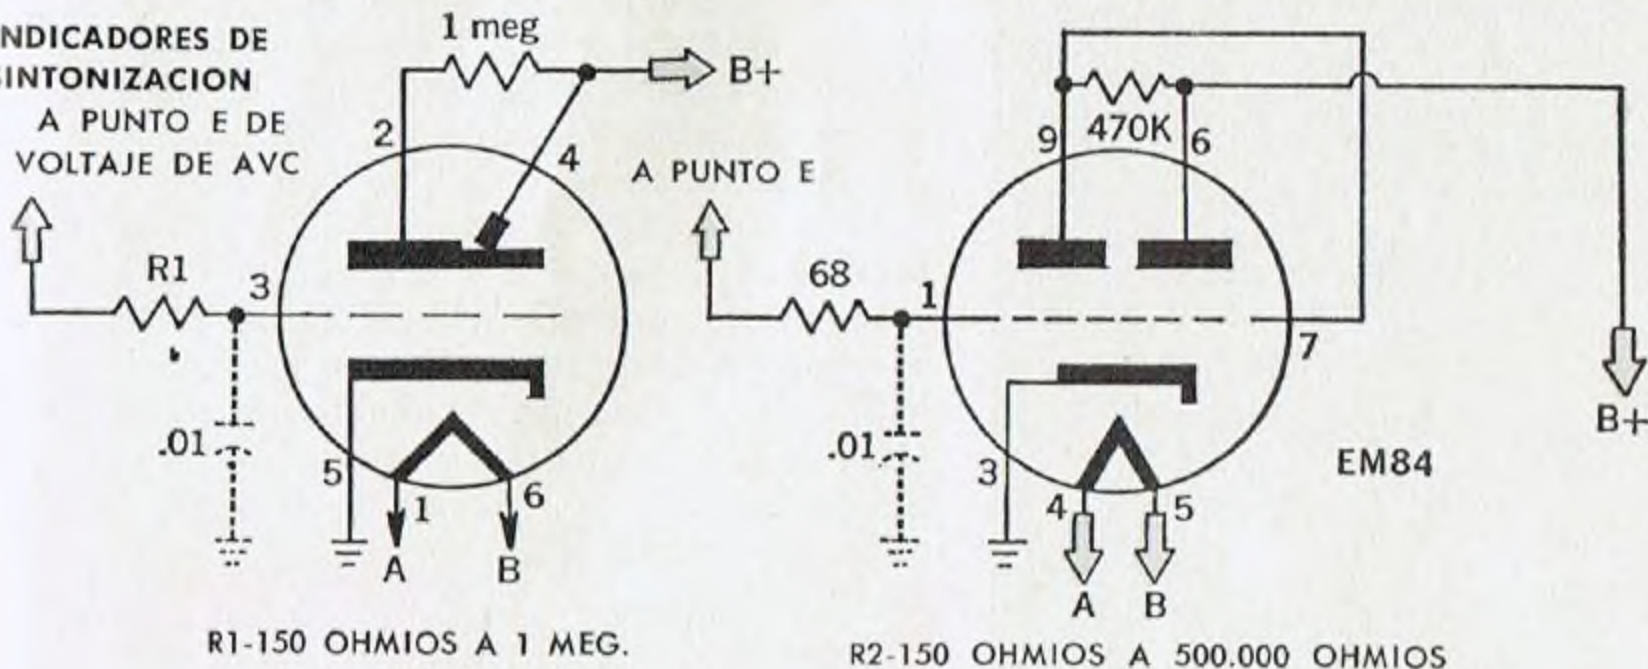 NDICADORES DE
SINTONIZACION
A PUNTO E DE
VOLTAJE DE AVC
1 meg
B+
2
4
R1
3
.01
5
1
6
A
B
R1-150 OHMIOS A 1 MEG.
A PUNTO E
9
470K
6
68
1
7
.01
3
4
5
A
B
EM84
B+
R2-150 OHMIOS A 500.000 OHMIOS